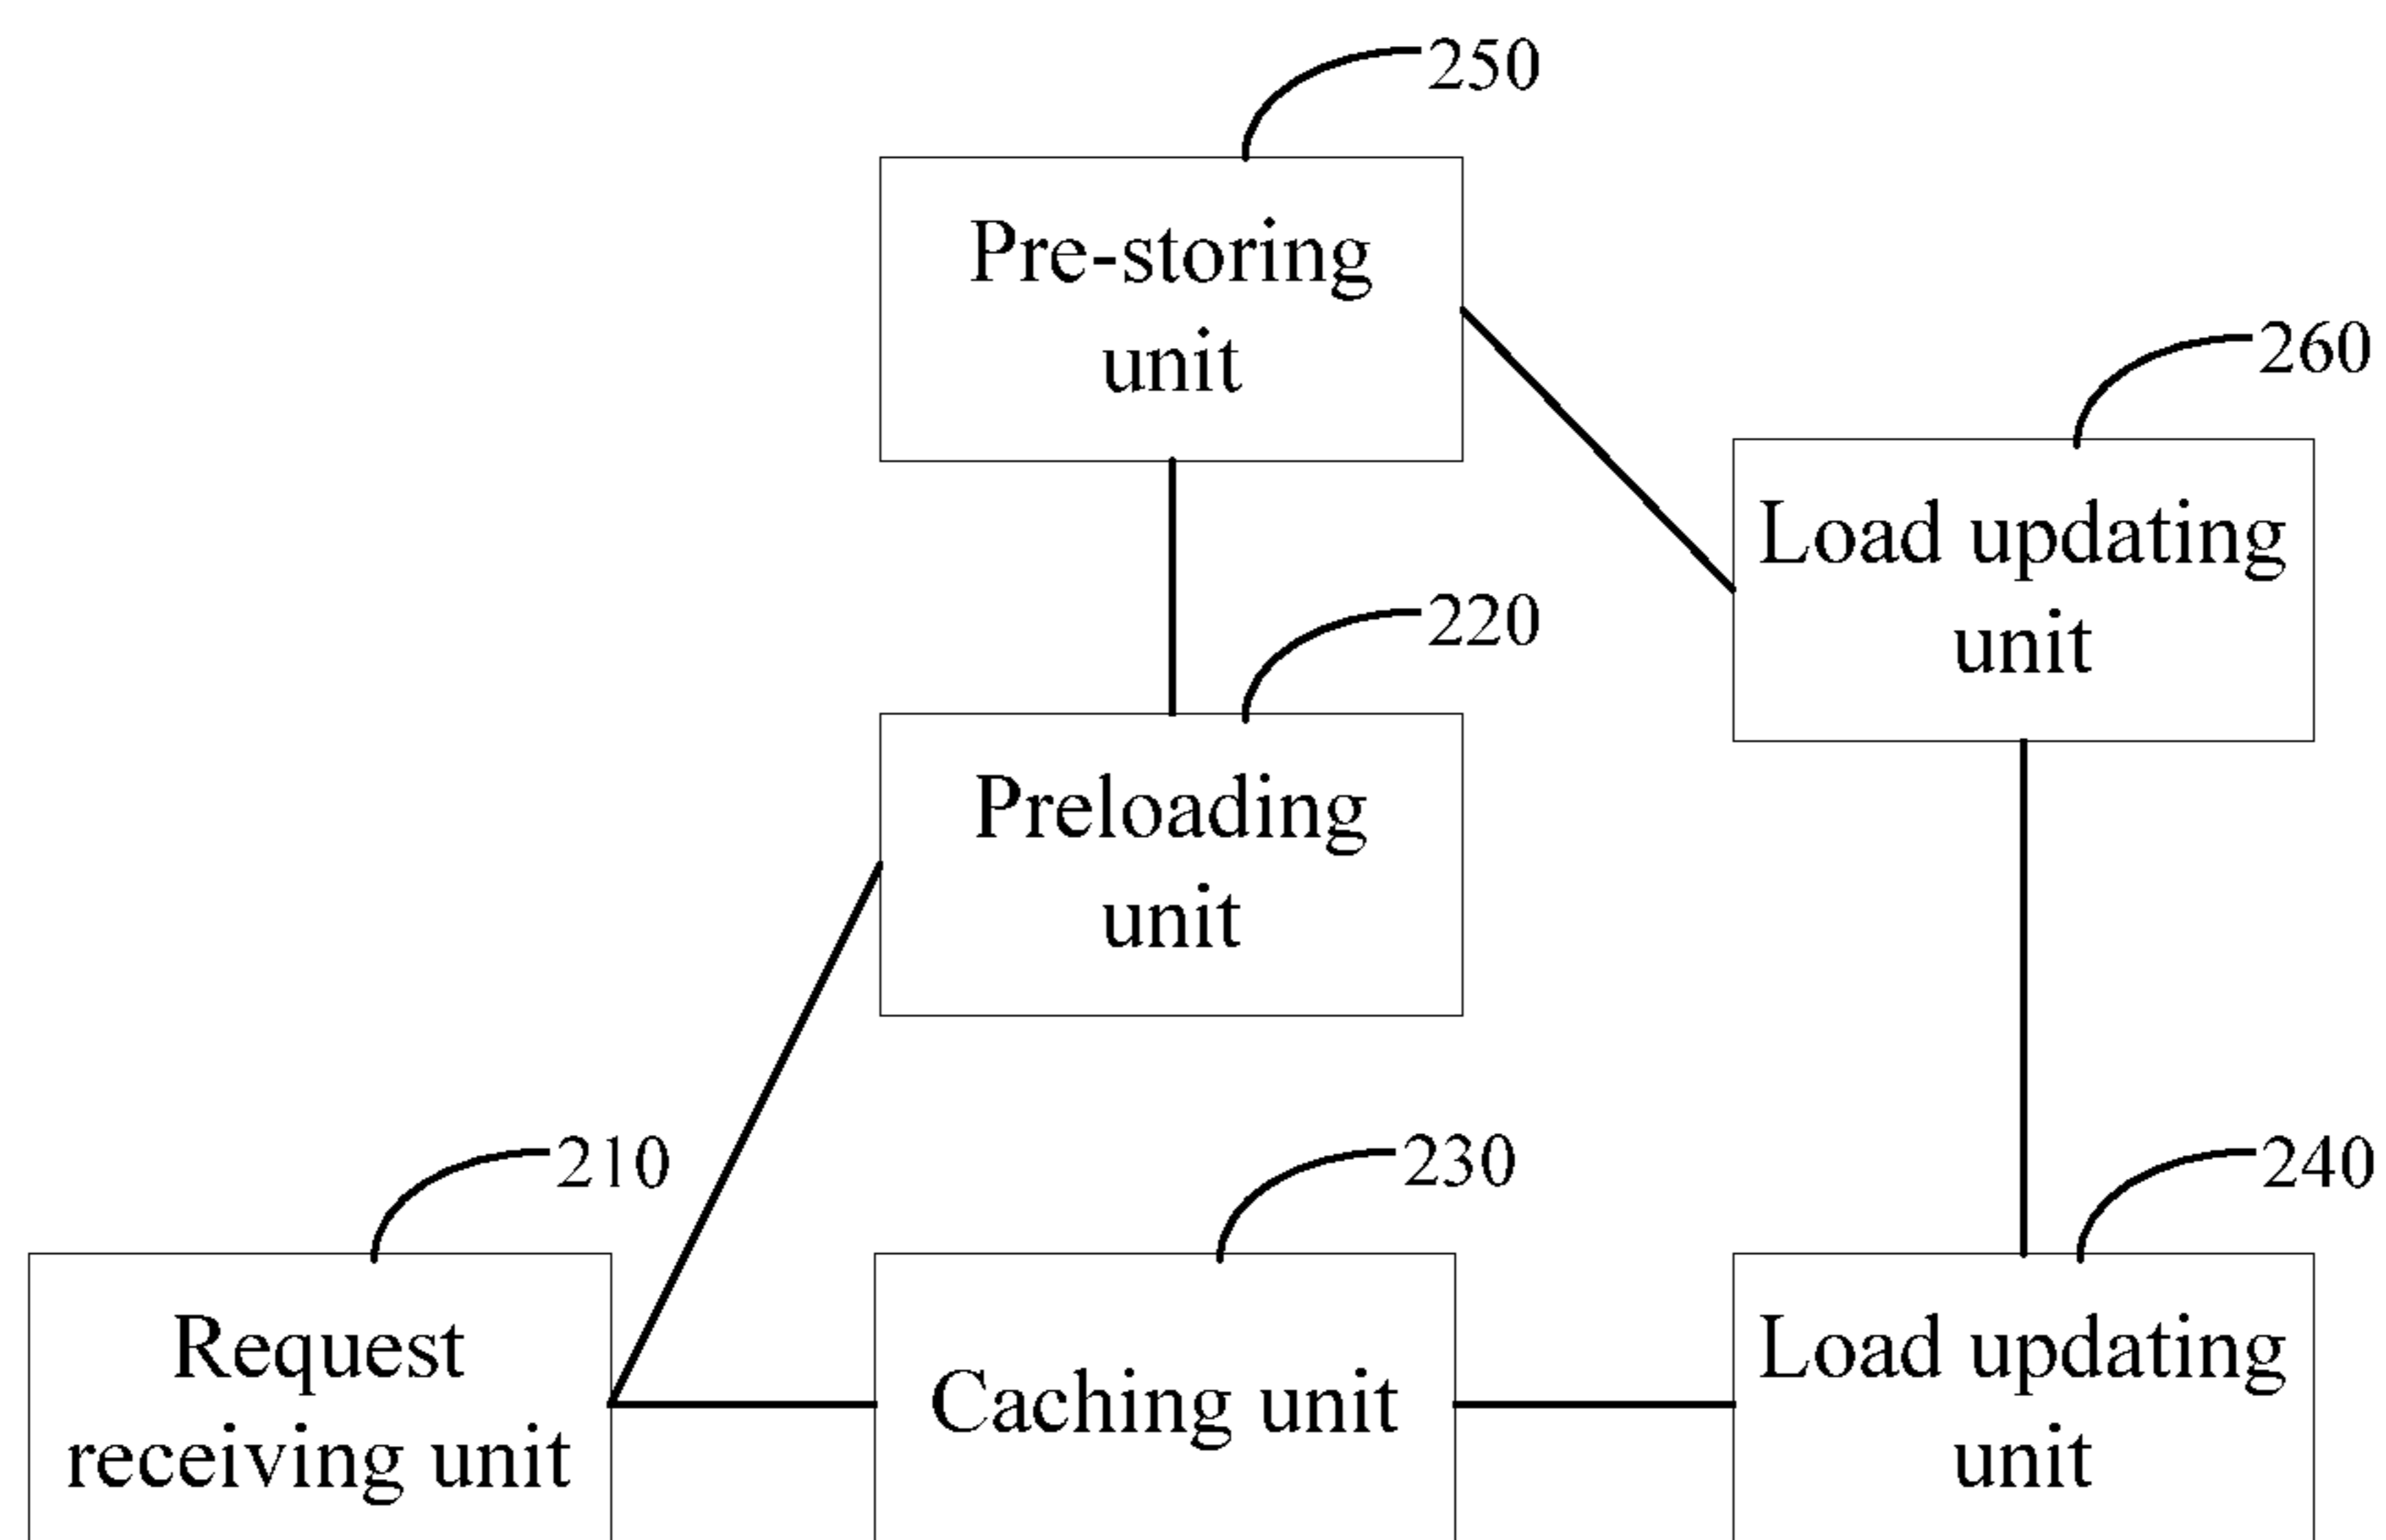 250
Pre-storing
unit
260
Load updating
unit
220
Preloading
unit
210
230
240
Request
receiving unit
Caching unit
Load updating
unit